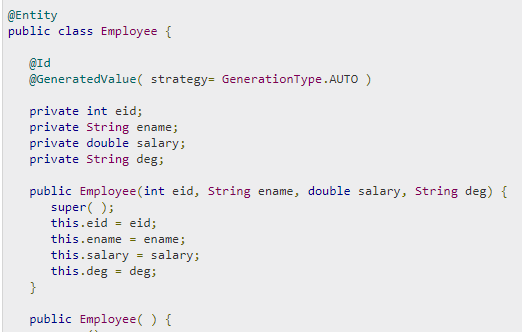 @Entity
public class Employee {
@Id
@GeneratedValue( strategy= GenerationType.AUTO )
private int eid;
private String ename;
private double salary;
private String deg;
public Employee(int eid, String ename, double salary, String deg) {
super( );
this.eid = eid;
this.ename = ename;
this.salary = salary;
this.deg = deg;
}
public Employee( ) {